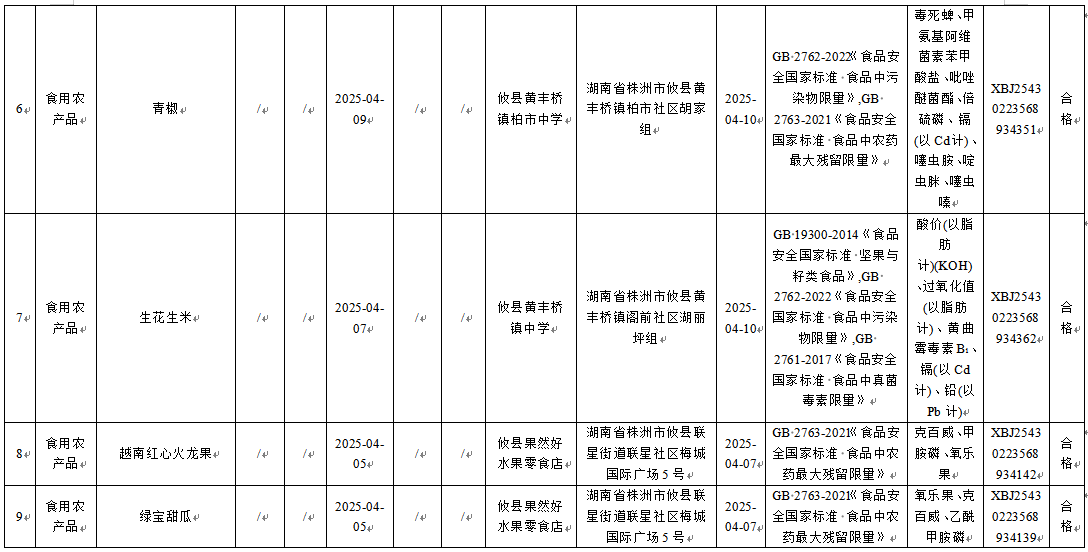 6
食用农
产品
青椒
/
/
2025-04-
09
/
/
攸县黄丰桥
镇柏市中学
湖南省株洲市攸县黄
丰桥镇柏市社区胡家
组
2025-
04-10
GB 2762-2022《食品安
全国家标准 食品中污
染物限量》,GB
2763-2021《食品安全
国家标准 食品中农药
最大残留限量》
毒死蜱、甲
氨基阿维
菌素苯甲
酸盐、吡唑
醚菌酯、倍
硫磷、镉
(以 Cd计)、
噻虫胺、啶
虫脒、噻虫
嗪
XBJ2543
0223568
934351
合
格
7
食用农
产品
生花生米
/
/
2025-04-
07
/
/
攸县黄丰桥
镇中学
湖南省株洲市攸县黄
丰桥镇阁前社区湖丽
坪组
2025-
04-10
GB 19300-2014《食品
安全国家标准 坚果与
籽类食品》,GB
2762-2022《食品安全
国家标准 食品中污染
物限量》,GB
2761-2017《食品安全
国家标准 食品中真菌
毒素限量》
酸价(以脂
肪
计)(KOH)
、过氧化值
(以脂肪
计)、黄曲
霉毒素 B₁、
镉(以 Cd
计)、铅(以
Pb 计)
XBJ2543
0223568
934362
合
格
8
食用农
产品
越南红心火龙果
/
/
2025-04-
05
/
/
攸县果然好
水果零食店
湖南省株洲市攸县联
星街道联星社区梅城
国际广场 5 号
2025-
04-07
GB 2763-2021《食品安
全国家标准 食品中农
药最大残留限量》
克百威、甲
胺磷、氧乐
果
XBJ2543
0223568
934142
合
格
9
食用农
产品
绿宝甜瓜
/
/
2025-04-
05
/
/
攸县果然好
水果零食店
湖南省株洲市攸县联
星街道联星社区梅城
国际广场 5 号
2025-
04-07
GB 2763-2021《食品安
全国家标准 食品中农
药最大残留限量》
氧乐果、克
百威、乙酰
甲胺磷
XBJ2543
0223568
934139
合
格